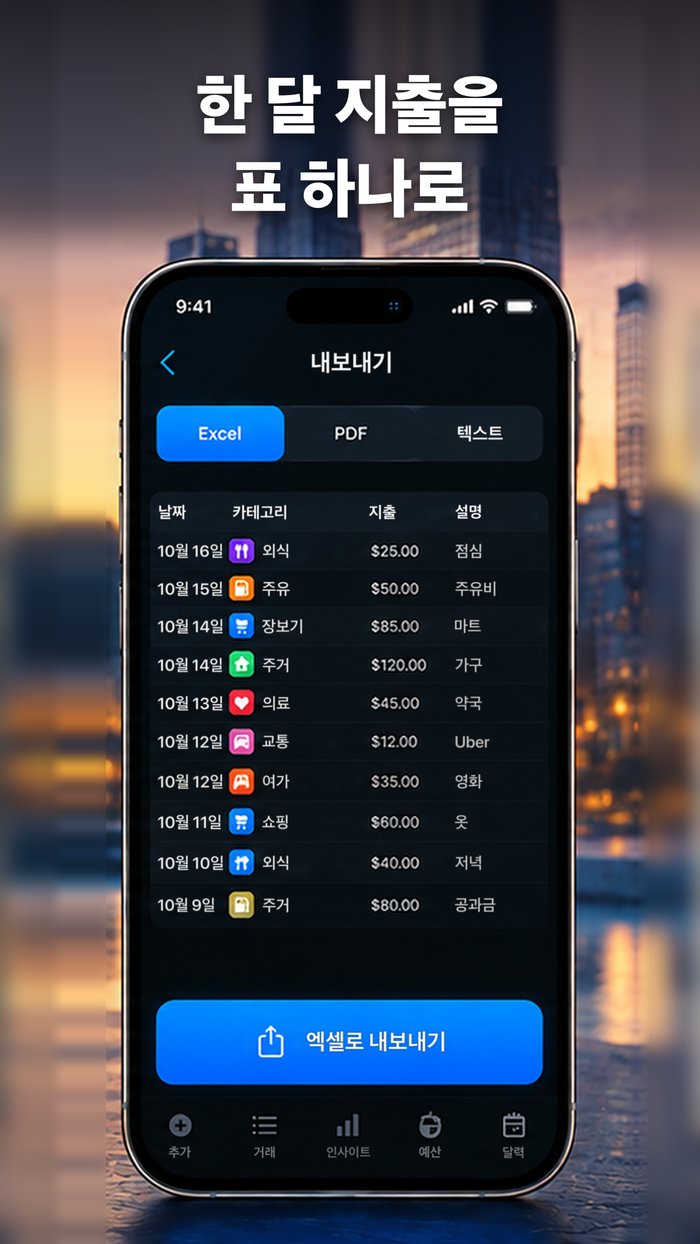 한 달 지출을
표 하나로
9:41
내보내기
Excel PDF 텍스트
날짜 카테고리 지출 설명
10월 16일 외식 $25.00 점심
10월 15일 주유 $50.00 주유비
10월 14일 장보기 $85.00 마트
10월 14일 주거 $120.00 가구
10월 13일 의료 $45.00 약국
10월 12일 교통 $12.00 Uber
10월 12일 여가 $35.00 영화
10월 11일 쇼핑 $60.00 옷
10월 10일 외식 $40.00 저녁
10월 9일 주거 $80.00 공과금
엑셀로 내보내기
추가 거래 인사이트 예산 달력